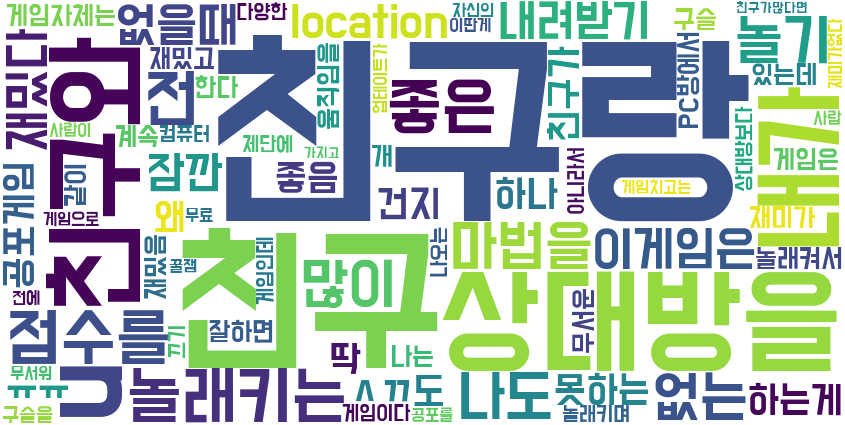 게임자체는
없을때
다양한
location
자신의
이딴게
내려받기
구슬
친구가많다면
놀기
재미가없다
재밌다
친구와
재밌고
전
한다
친구랑
움직임을
업데이트가
좋은
친구가
PC방에서
있는데
내가
사람이
계속
컴퓨터
제단에
가지고
상대방보다
사람
공포게임
같이
잠깐
좋음
개
하나
아니라서
게임치고는
게임은
게임으로
왜
무료
건지
재미가
전에
재밌음
꿀잼
친구
게임인데
많이
나오는
마법을
이게임은
놀래켜서
점수를
끄기
잘하면
딱
나는
상대방을
무서운
무서워
ㅠㅠ
구슬을
u
놀래키는
게임이다
ㅅㄲ도
공포를
나도
못하는
놀래키며
없는
하는게